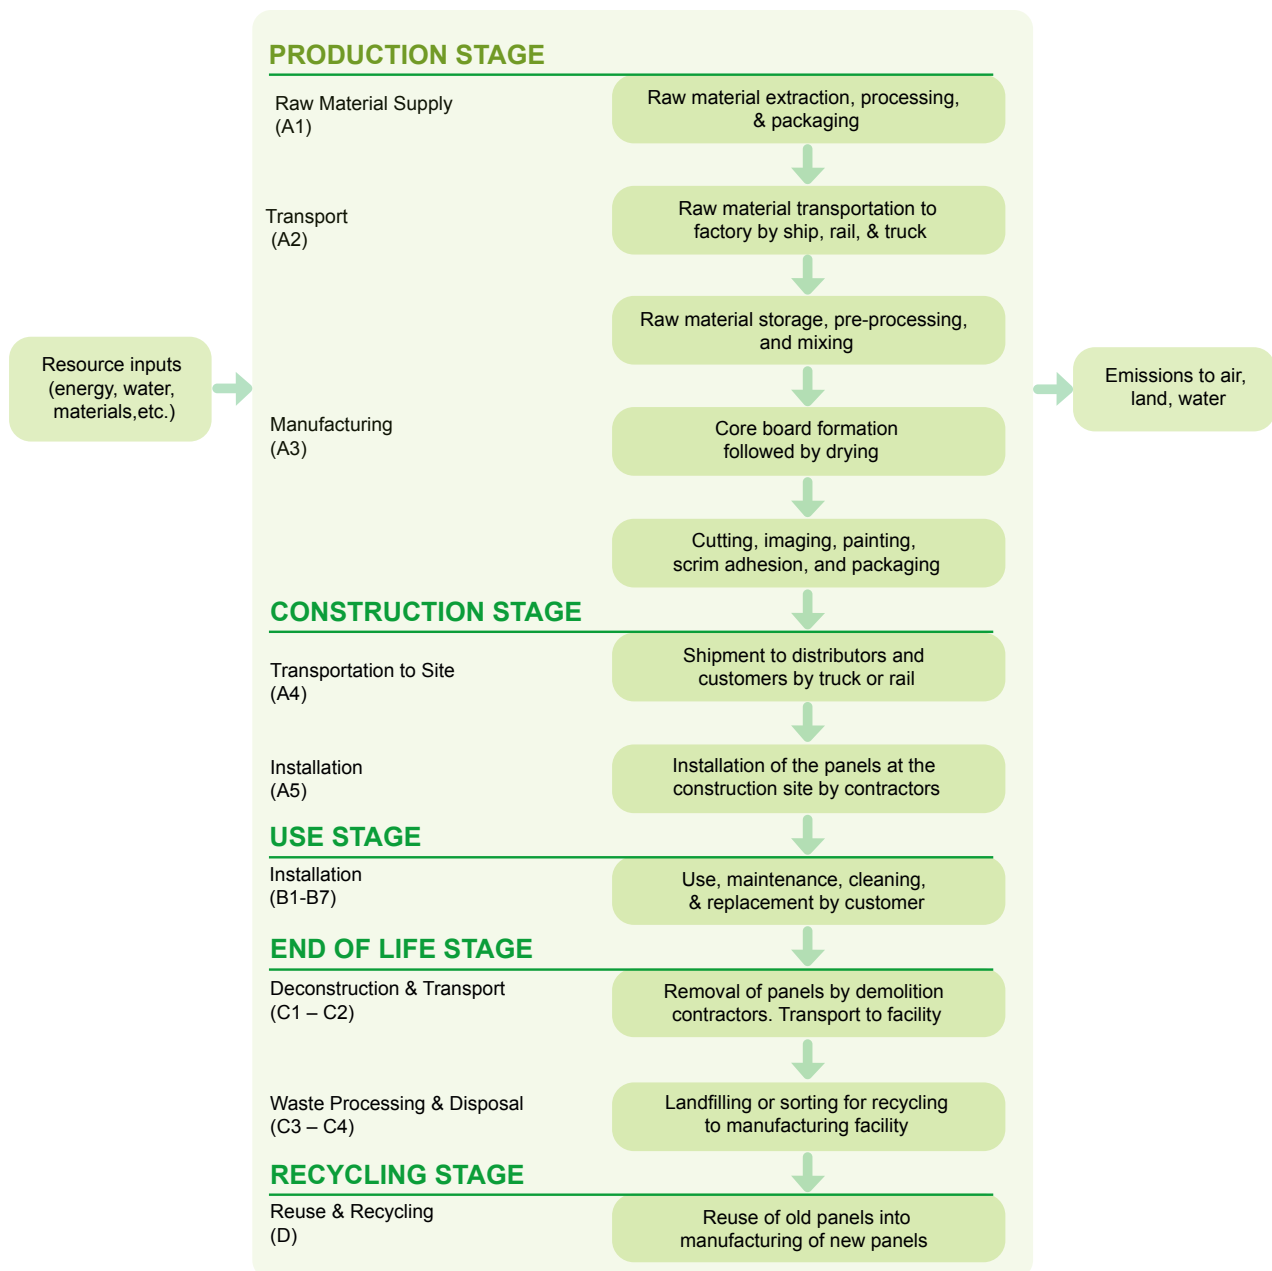 PRODUCTION STAGE
Raw Material Supply
(A1)
Raw material extraction, processing,
& packaging
Transport
(A2)
Raw material transportation to
factory by ship, rail, & truck
Raw material storage, pre-processing,
and mixing
Resource inputs
(energy, water,
materials,etc.)
Emissions to air,
land, water
Manufacturing
(A3)
Core board formation
followed by drying
Cutting, imaging, painting,
scrim adhesion, and packaging
CONSTRUCTION STAGE
Transportation to Site
(A4)
Shipment to distributors and
customers by truck or rail
Installation
(A5)
Installation of the panels at the
construction site by contractors
USE STAGE
Installation
(B1-B7)
Use, maintenance, cleaning,
& replacement by customer
END OF LIFE STAGE
Deconstruction & Transport
(C1 – C2)
Removal of panels by demolition
contractors. Transport to facility
Waste Processing & Disposal
(C3 – C4)
Landfilling or sorting for recycling
to manufacturing facility
RECYCLING STAGE
Reuse & Recycling
(D)
Reuse of old panels into
manufacturing of new panels